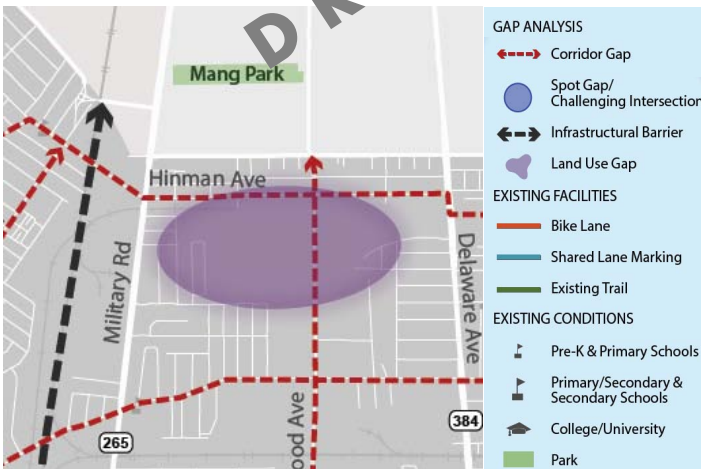 Mang Park
Hinman Ave
Military Rd
Delaware Ave
265
384
GAP ANALYSIS
Corridor Gap
Spot Gap/
Challenging Intersection
Infrastructural Barrier
Land Use Gap
EXISTING FACILITIES
Bike Lane
Shared Lane Marking
Existing Trail
EXISTING CONDITIONS
Pre-K & Primary Schools
Primary/Secondary &
Secondary Schools
College/University
Park